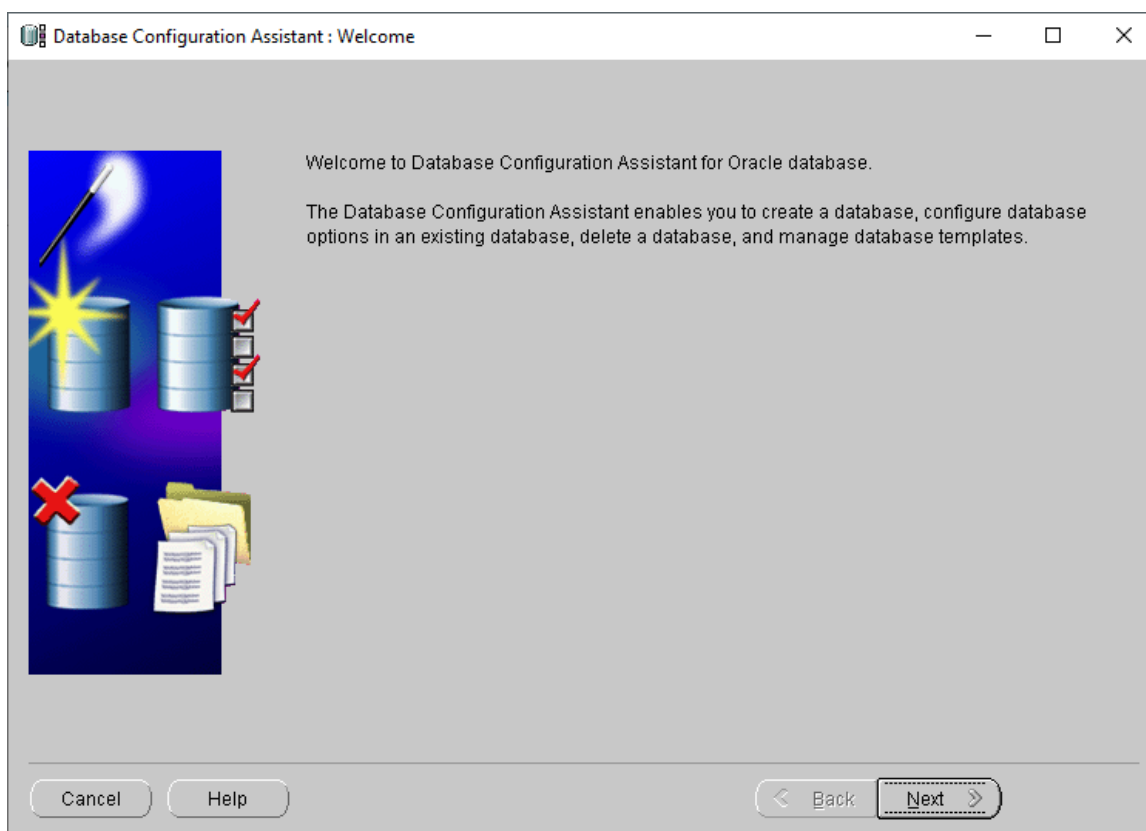 Database Configuration Assistant : Welcome
Welcome to Database Configuration Assistant for Oracle database.
The Database Configuration Assistant enables you to create a database, configure database
options in an existing database, delete a database, and manage database templates.
Cancel
Help
Back
Next